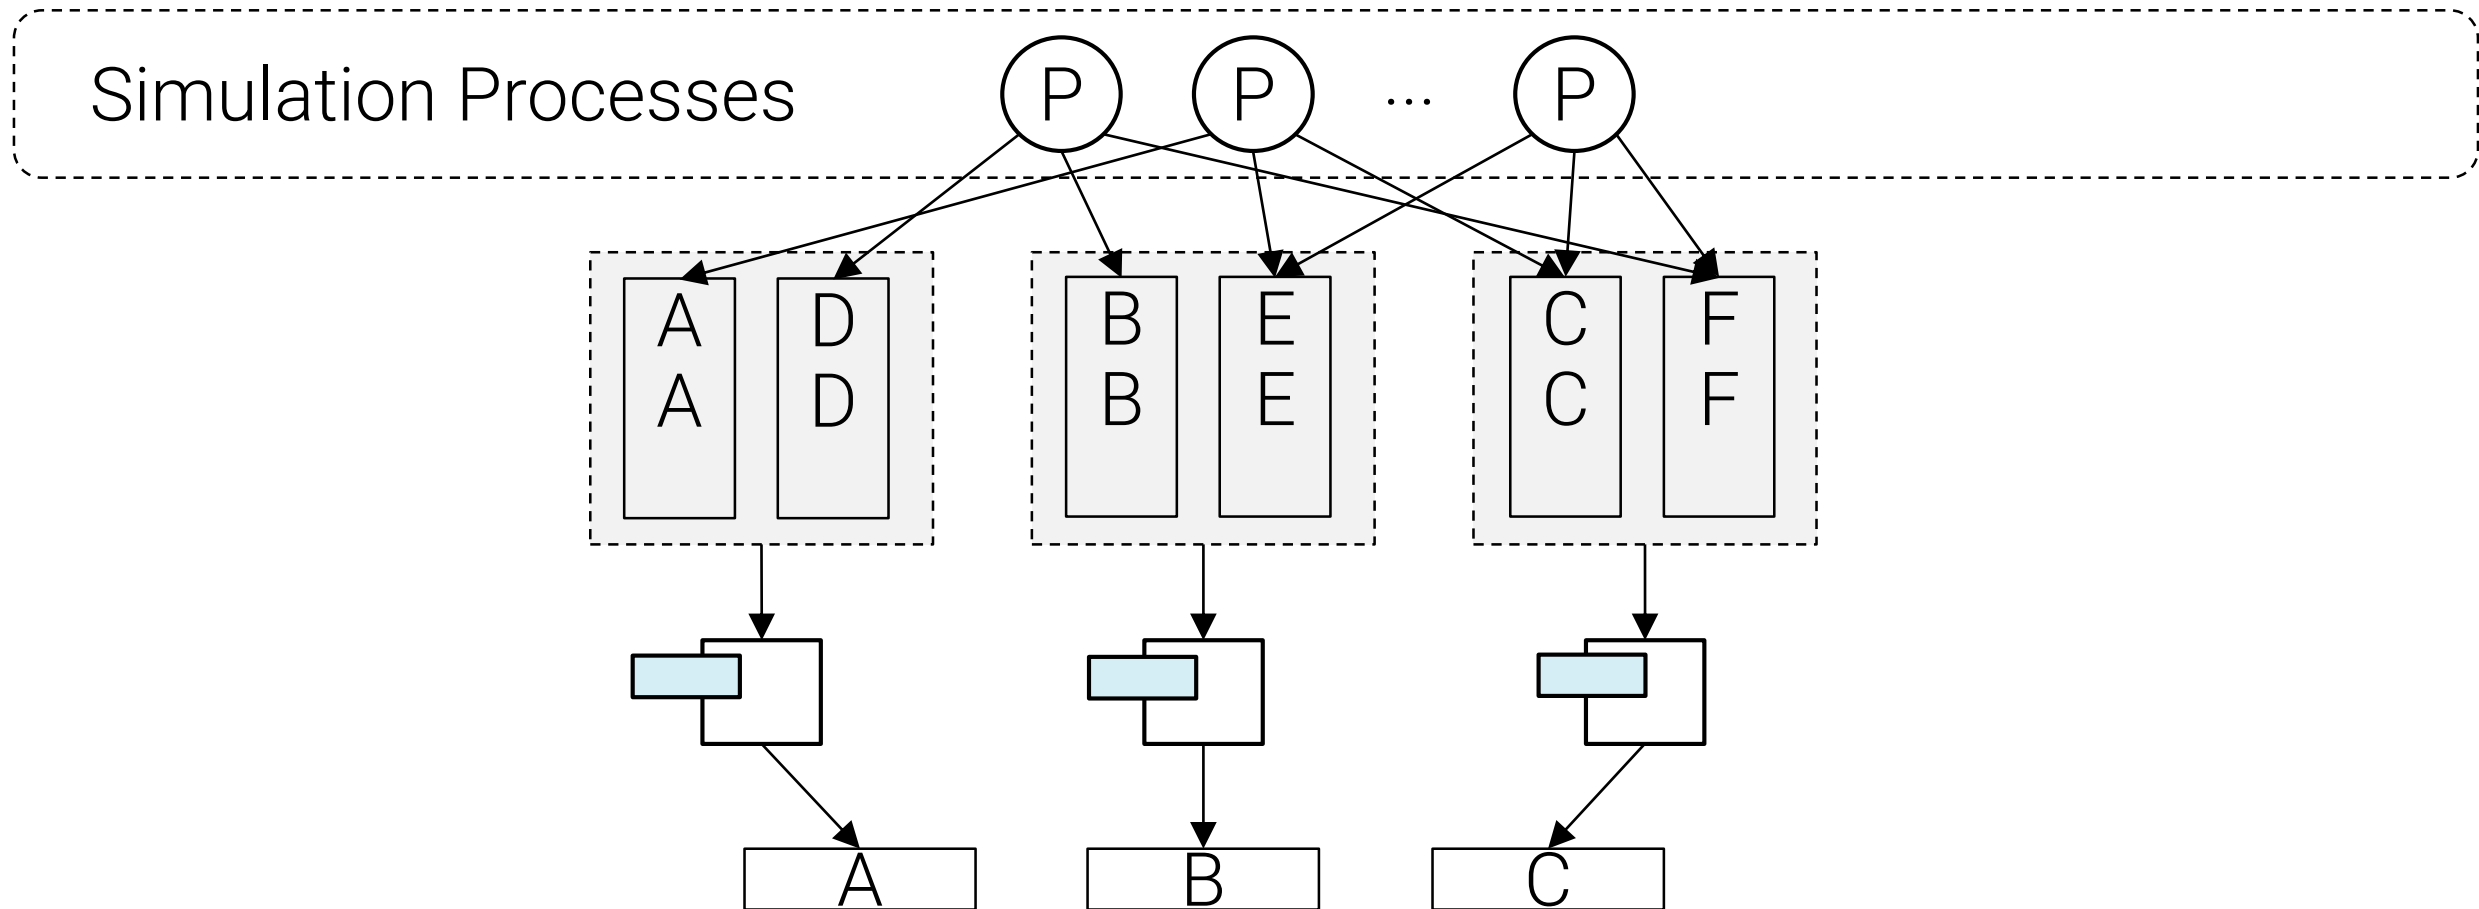 Simulation Processes P P ... P
A D B E C F
A D B E C F
A B C